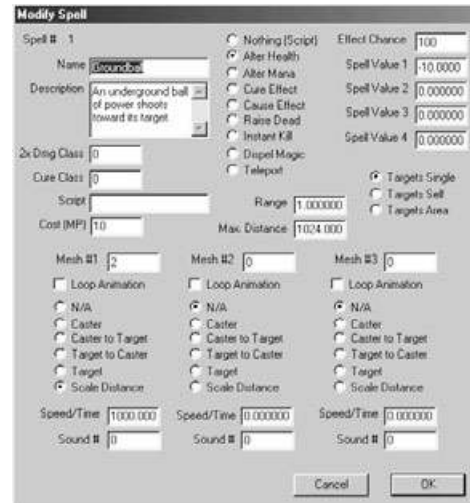 Modify Spell
Spell # 1
Name Groundball
Description An underground ball
of power shoots
toward its target.
2x Dmg Class 0
Cure Class 0
Script
Cost (MP) 10
Nothing (Script)
Alter Health
Alter Mana
Cure Effect
Cause Effect
Raise Dead
Instant Kill
Dispel Magic
Teleport
Effect Chance 100
Spell Value 1 -10.0000
Spell Value 2 0.000000
Spell Value 3 0.000000
Spell Value 4 0.000000
Targets Single
Targets Self
Targets Area
Range 1.000000
Max. Distance 1024.000
Mesh #1 2
Loop Animation
N/A
Caster
Caster to Target
Target to Caster
Target
Scale Distance
Speed/Time 1000.000
Sound # 0
Mesh #2 0
Loop Animation
N/A
Caster
Caster to Target
Target to Caster
Target
Scale Distance
Speed/Time 0.000000
Sound # 0
Mesh #3 0
Loop Animation
N/A
Caster
Caster to Target
Target to Caster
Target
Scale Distance
Speed/Time 0.000000
Sound # 0
Cancel
OK